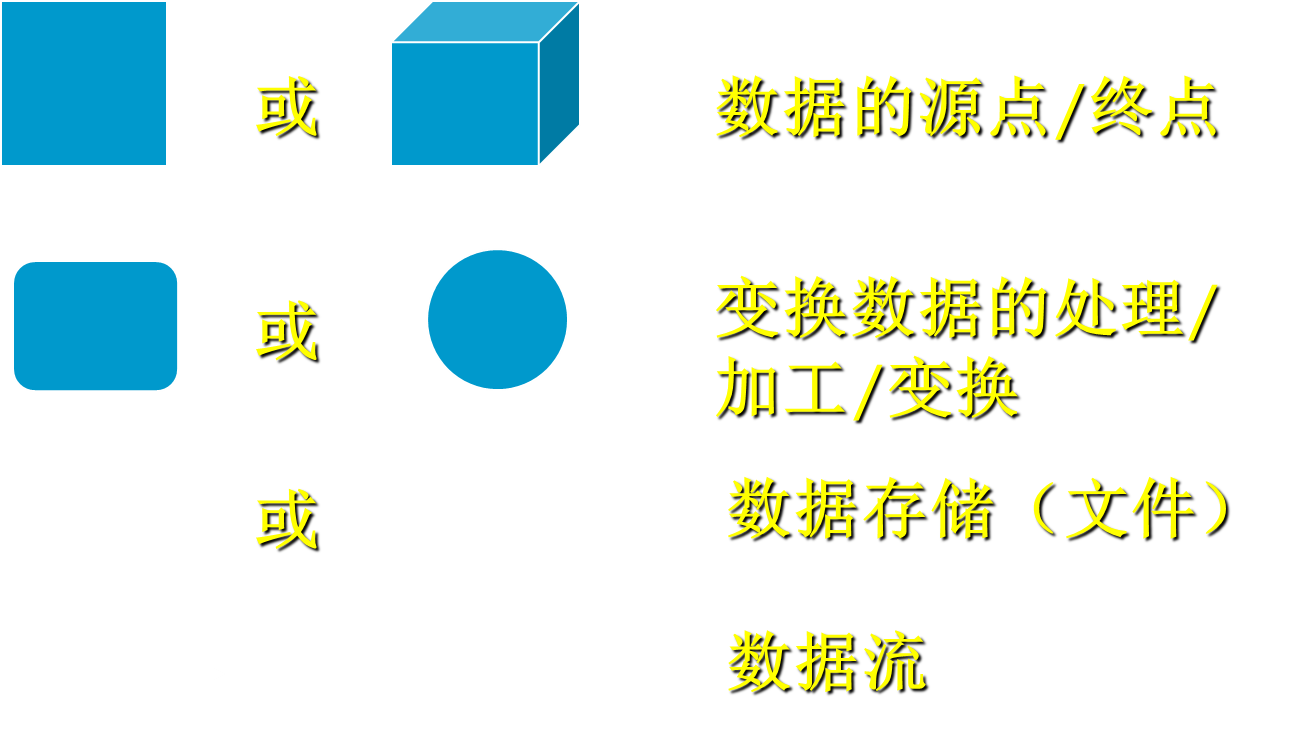 或 数据的源点/终点
或 变换数据的处理/
加工/变换
或 数据存储（文件）
数据流